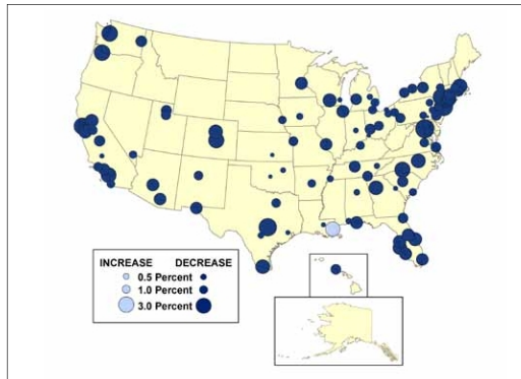 INCREASE DECREASE
0.5 Percent
1.0 Percent
3.0 Percent